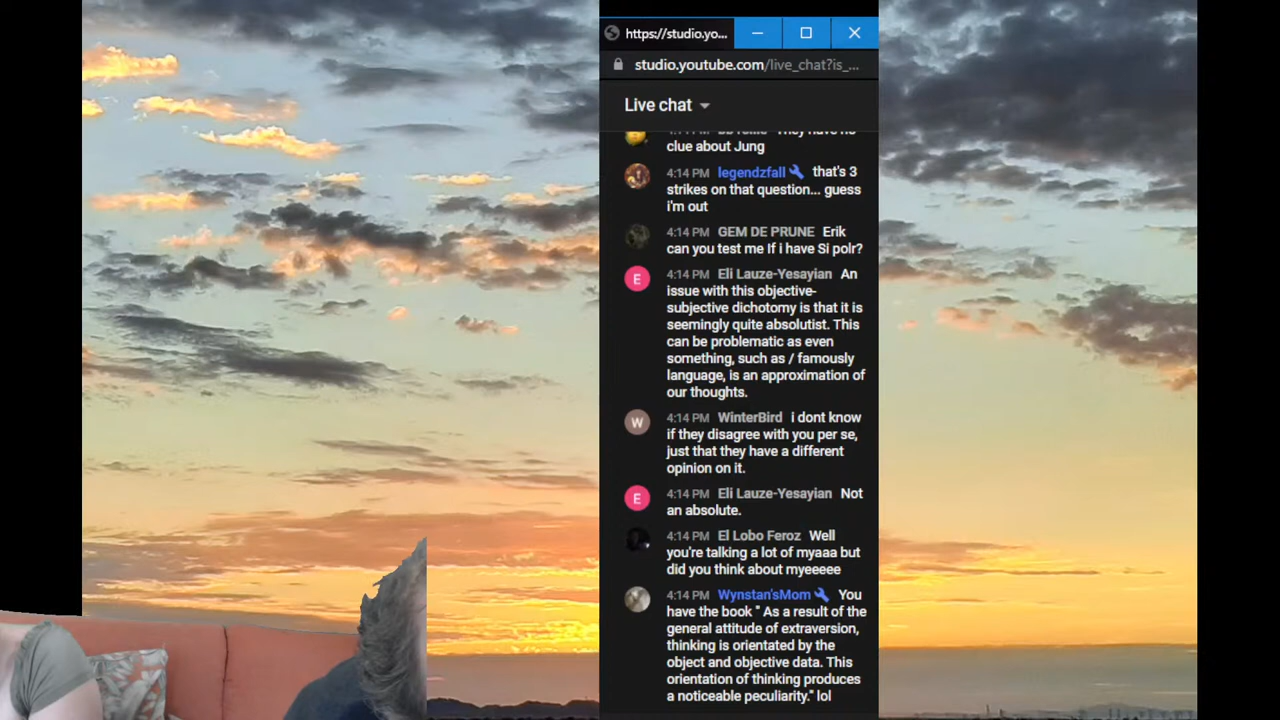 https://studio.yo...
studio.youtube.com/live_chat?is_...
Live chat
clue about Jung
4:14 PM legendzfall that's 3
strikes on that question... guess
i'm out
4:14 PM GEM DE PRUNE Erik
can you test me If i have Si polr?
E
4:14 PM Eli Lauze-Yesayian An
issue with this objective-
subjective dichotomy is that it is
seemingly quite absolutist. This
can be problematic as even
something, such as / famously
language, is an approximation of
our thoughts.
W
4:14 PM WinterBird i dont know
if they disagree with you per se,
just that they have a different
opinion on it.
E
4:14 PM Eli Lauze-Yesayian Not
an absolute.
4:14 PM El Lobo Feroz Well
you're talking a lot of myaaa but
did you think about myeeeee
4:14 PM Wynstan'sMom You
have the book " As a result of the
general attitude of extraversion,
thinking is orientated by the
object and objective data. This
orientation of thinking produces
a noticeable peculiarity." lol